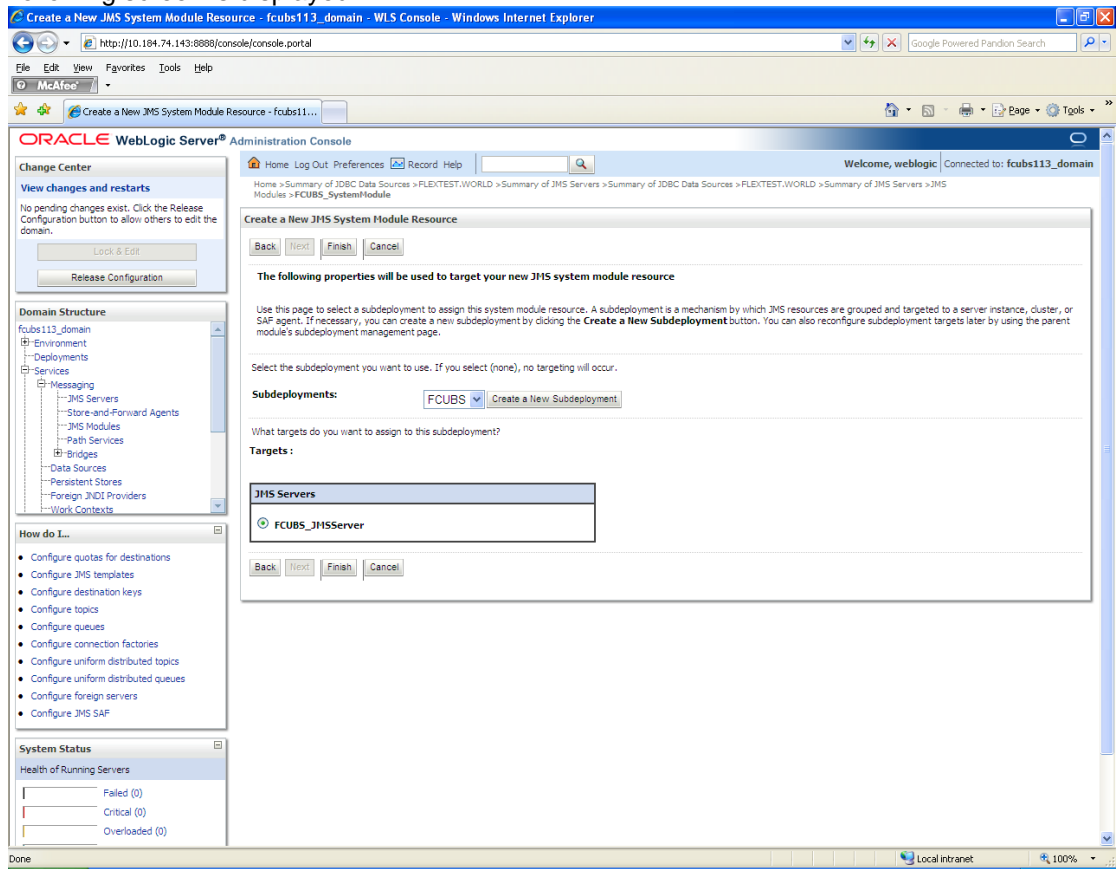 Create a New JMS System Module Resource - fcubs113_domain - WLS Console - Windows Internet Explorer
http://10.184.74.143:8888/console/console.portal
Google Powered Pandion Search
File Edit View Favorites Tools Help
McAfee
Create a New JMS System Module Resource - fcubs11...
Page
Tools
ORACLE WebLogic Server® Administration Console
Change Center
View changes and restarts
No pending changes exist. Click the Release
Configuration button to allow others to edit the
domain.
Lock & Edit
Release Configuration
Domain Structure
fcubs113_domain
Environment
Deployments
Services
Messaging
JMS Servers
Store-and-Forward Agents
JMS Modules
Path Services
Bridges
Data Sources
Persistent Stores
Foreign JNDI Providers
Work Contexts
How do I...
Configure quotas for destinations
Configure JMS templates
Configure destination keys
Configure topics
Configure queues
Configure connection factories
Configure uniform distributed topics
Configure uniform distributed queues
Configure foreign servers
Configure JMS SAF
System Status
Health of Running Servers
Failed (0)
Critical (0)
Overloaded (0)
Home Log Out Preferences Record Help
Welcome, weblogic Connected to: fcubs113_domain
Home >Summary of JDBC Data Sources >FLEXTEST.WORLD >Summary of JMS Servers >Summary of JDBC Data Sources >FLEXTEST.WORLD >Summary of JMS Servers >JMS
Modules >FCUBS_SystemModule
Create a New JMS System Module Resource
Back Next Finish Cancel
The following properties will be used to target your new JMS system module resource
Use this page to select a subdeployment to assign this system module resource. A subdeployment is a mechanism by which JMS resources are grouped and targeted to a server instance, cluster, or
SAF agent. If necessary, you can create a new subdeployment by clicking the Create a New Subdeployment button. You can also reconfigure subdeployment targets later by using the parent
module's subdeployment management page.
Select the subdeployment you want to use. If you select (none), no targeting will occur.
Subdeployments: FCUBS Create a New Subdeployment
What targets do you want to assign to this subdeployment?
Targets :
JMS Servers
FCUBS_JMSServer
Back Next Finish Cancel
Done
Local intranet
100%